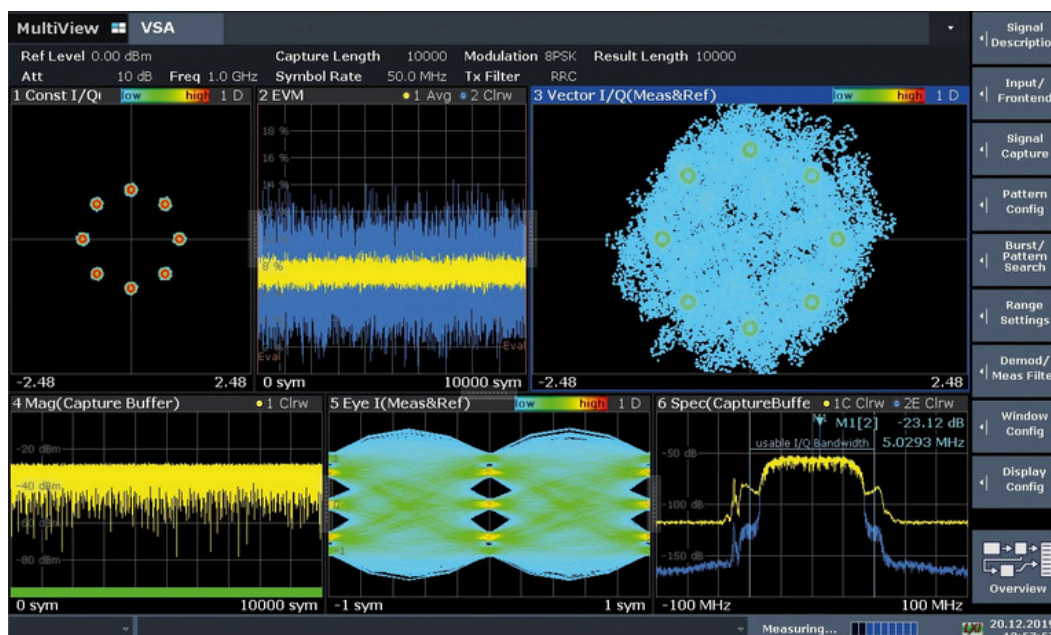 MultiView VSA
Ref Level 0.00 dBm Capture Length 10000 Modulation 8PSK Result Length 10000
Att 10 dB Freq 1.0 GHz Symbol Rate 50.0 MHz Tx Filter RRC
1 Const I/Q( low high 1 D
2 EVM 1 Avg 2 Clrw
3 Vector I/Q(Meas&Ref) low high 1 D
18 %
16 %
14 %
8 %
Eval
Eval
-2.48 2.48
0 sym 10000 sym
-2.48 2.48
4 Mag(Capture Buffer) 1 Clrw
5 Eye I(Meas&Ref) low high 1 D
6 Spec(CaptureBuffe 1C Clrw 2E Clrw
M1[2] -23.12 dB
usable I/Q Bandwidth 5.0293 MHz
-20 dBm
-40 dBm
-60 dBm
-80 dBm
-50 dB
-100 dB
-150 dB
0 sym 10000 sym
-1 sym 1 sym
-100 MHz 100 MHz
Signal
Descriptio
Input/
Frontend
Signal
Capture
Pattern
Config
Burst/
Pattern
Search
Range
Settings
Demod/
Meas Filte
Window
Config
Display
Config
Overview
Measuring...
20.12.2019